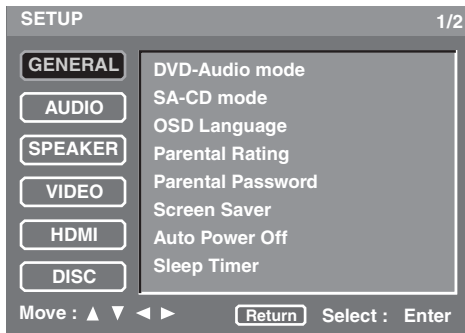 SETUP 1/2
GENERAL
AUDIO
SPEAKER
VIDEO
HDMI
DISC
DVD-Audio mode
SA-CD mode
OSD Language
Parental Rating
Parental Password
Screen Saver
Auto Power Off
Sleep Timer
Move : ▲ ▼ ◄ ► Return Select : Enter